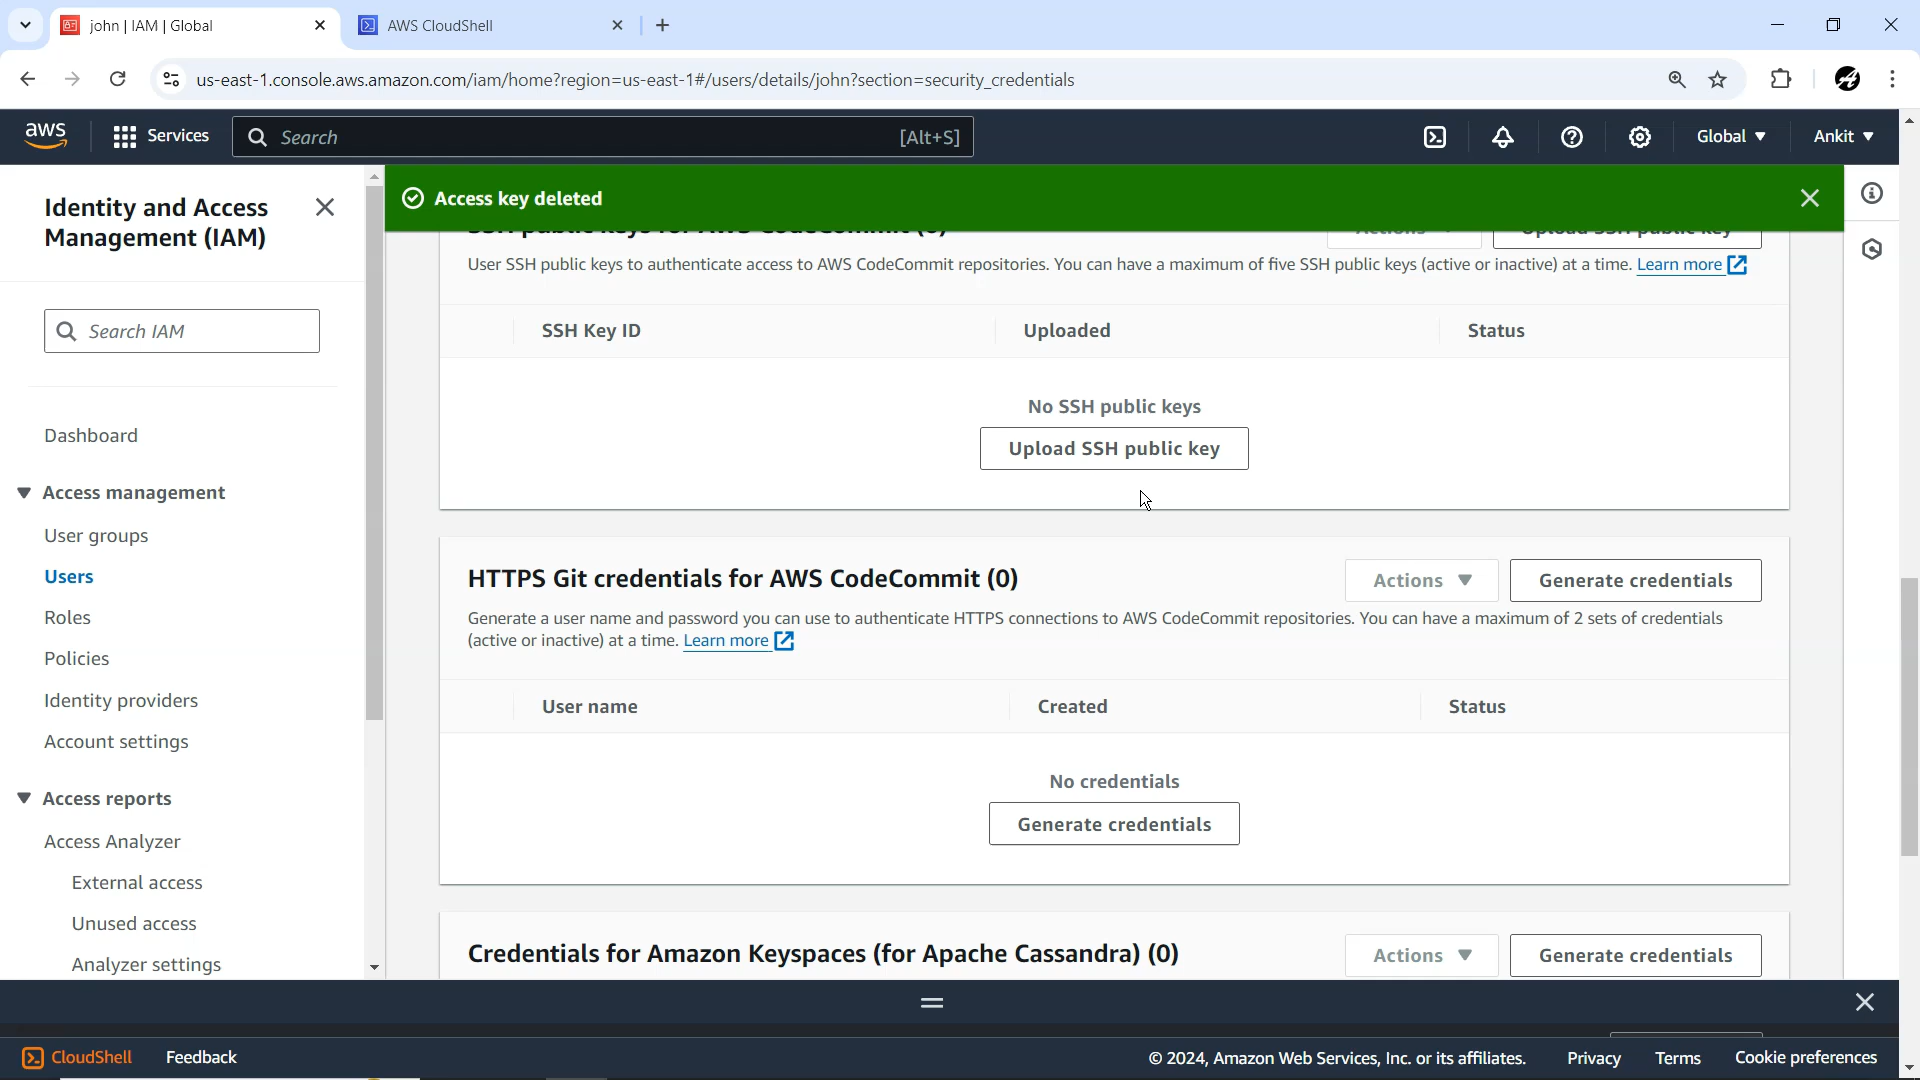 john | IAM | Global
AWS CloudShell
us-east-1.console.aws.amazon.com/iam/home?region=us-east-1#/users/details/john?section=security_credentials
aws
Services
Search
[Alt+S]
Global
Ankit
Identity and Access
Management (IAM)
Search IAM
Dashboard
Access management
User groups
Users
Roles
Policies
Identity providers
Account settings
Access reports
Access Analyzer
External access
Unused access
Analyzer settings
Access key deleted
SSH public keys for AWS CodeCommit (0)
Actions
Upload SSH public key
User SSH public keys to authenticate access to AWS CodeCommit repositories. You can have a maximum of five SSH public keys (active or inactive) at a time. Learn more
SSH Key ID
Uploaded
Status
No SSH public keys
Upload SSH public key
HTTPS Git credentials for AWS CodeCommit (0)
Actions
Generate credentials
Generate a user name and password you can use to authenticate HTTPS connections to AWS CodeCommit repositories. You can have a maximum of 2 sets of credentials
(active or inactive) at a time. Learn more
User name
Created
Status
No credentials
Generate credentials
Credentials for Amazon Keyspaces (for Apache Cassandra) (0)
Actions
Generate credentials
CloudShell
Feedback
© 2024, Amazon Web Services, Inc. or its affiliates.
Privacy
Terms
Cookie preferences